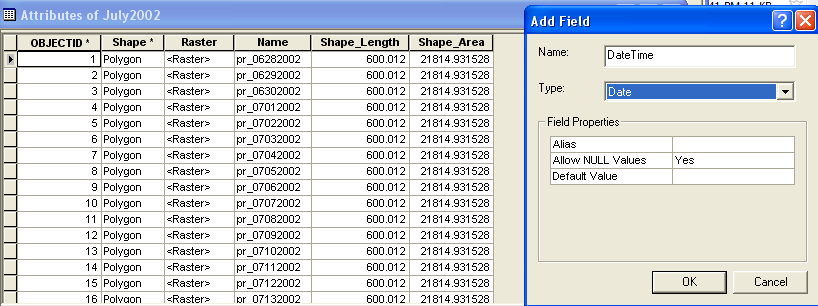 Attributes of July2002
OBJECTID * Shape * Raster Name Shape_Length Shape_Area
1 Polygon <Raster> pr_06282002 600.012 21814.931528
2 Polygon <Raster> pr_06292002 600.012 21814.931528
3 Polygon <Raster> pr_06302002 600.012 21814.931528
4 Polygon <Raster> pr_07012002 600.012 21814.931528
5 Polygon <Raster> pr_07022002 600.012 21814.931528
6 Polygon <Raster> pr_07032002 600.012 21814.931528
7 Polygon <Raster> pr_07042002 600.012 21814.931528
8 Polygon <Raster> pr_07052002 600.012 21814.931528
9 Polygon <Raster> pr_07062002 600.012 21814.931528
10 Polygon <Raster> pr_07072002 600.012 21814.931528
11 Polygon <Raster> pr_07082002 600.012 21814.931528
12 Polygon <Raster> pr_07092002 600.012 21814.931528
13 Polygon <Raster> pr_07102002 600.012 21814.931528
14 Polygon <Raster> pr_07112002 600.012 21814.931528
15 Polygon <Raster> pr_07122002 600.012 21814.931528
16 Polygon <Raster> pr_07132002 600.012 21814.931528
Add Field
Name: DateTime
Type: Date
Field Properties
Alias
Allow NULL Values Yes
Default Value
OK Cancel